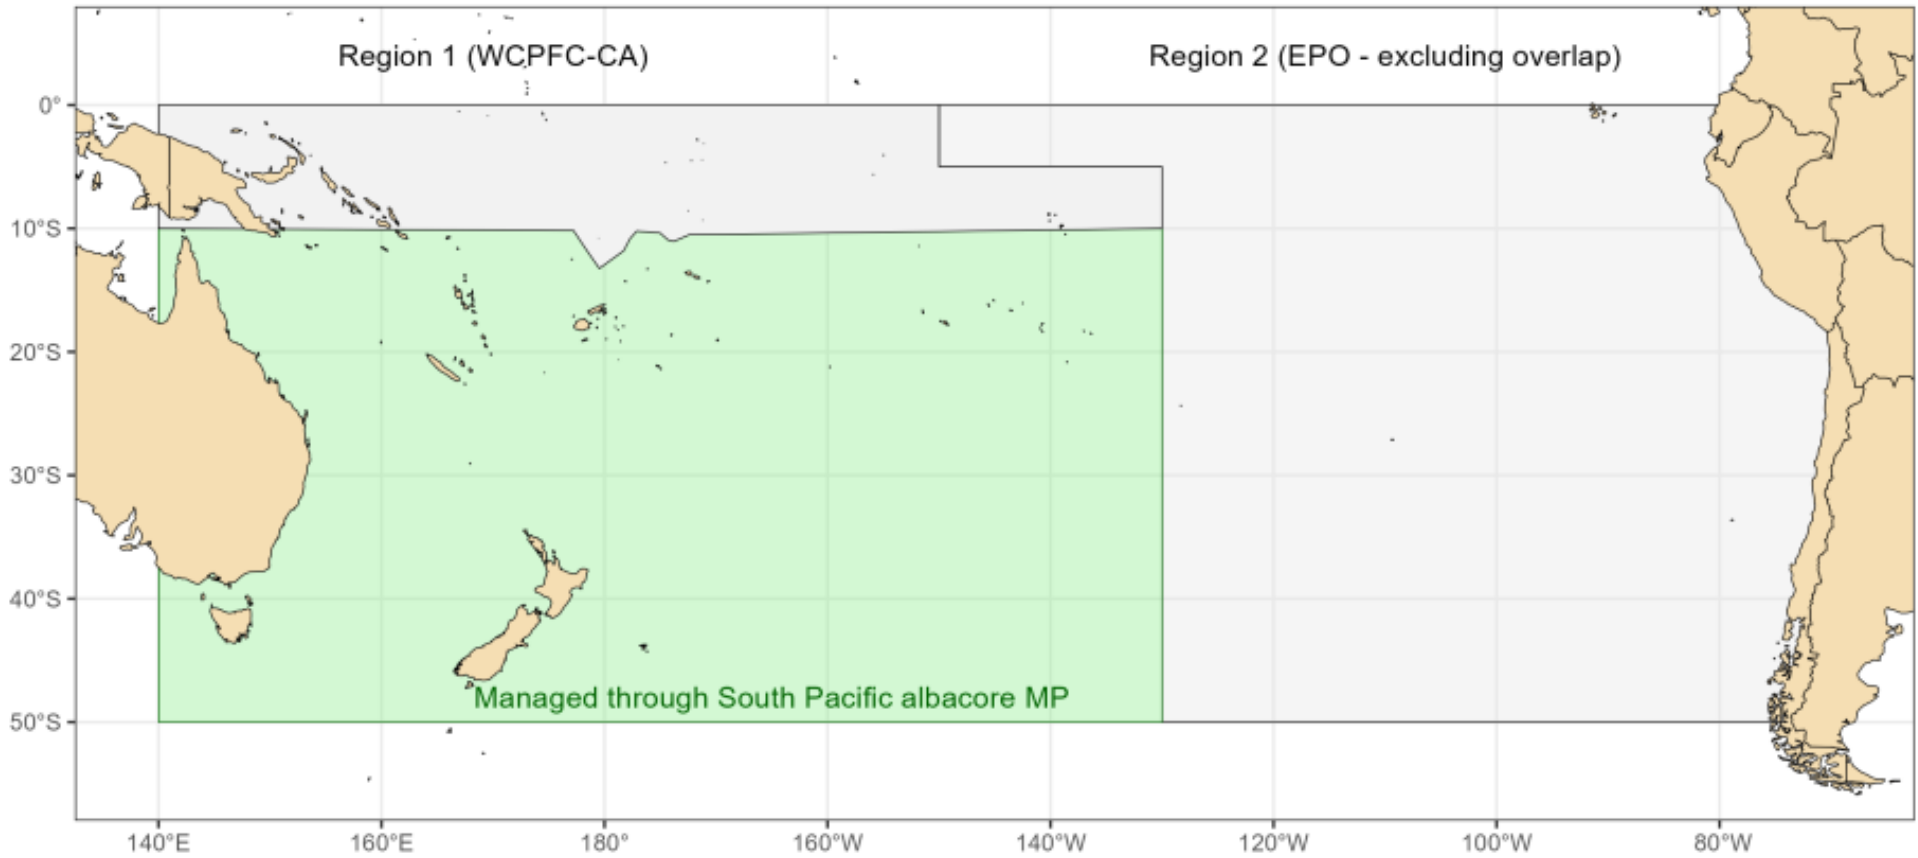 Region 1 (WCPFC-CA)
Region 2 (EPO - excluding overlap)
0°
10°S
20°S
30°S
40°S
50°S
Managed through South Pacific albacore MP
140°E
160°E
180°
160°W
140°W
120°W
100°W
80°W